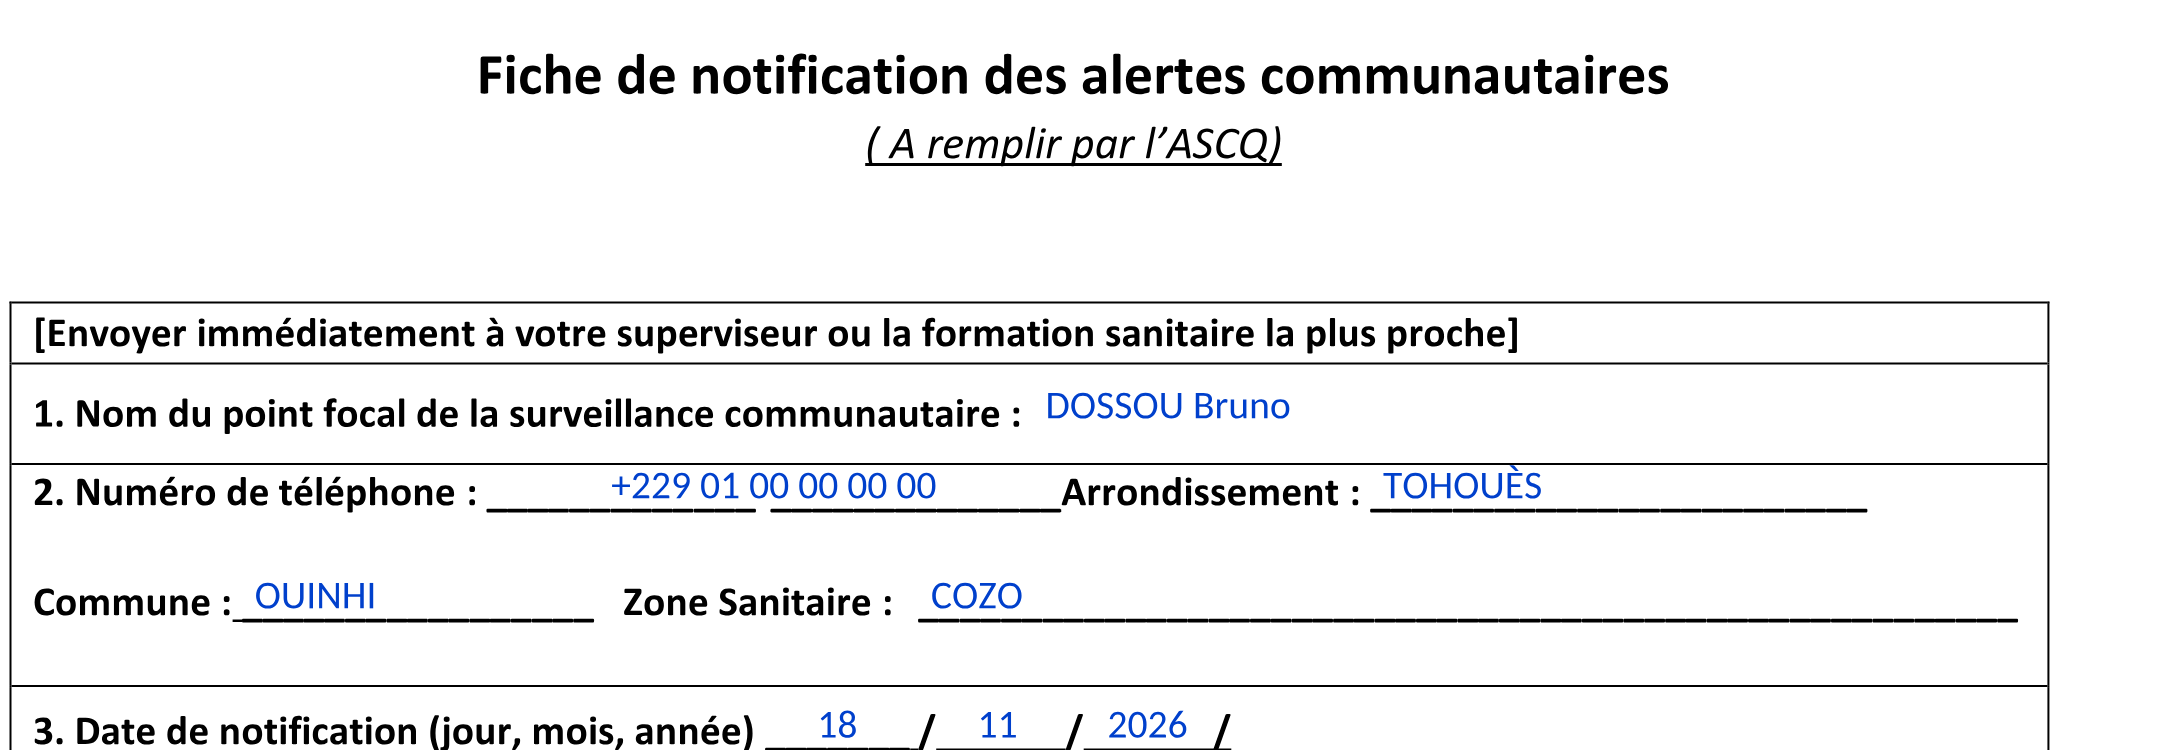 Fiche de notification des alertes communautaires
( A remplir par l’ASCQ)
[Envoyer immédiatement à votre superviseur ou la formation sanitaire la plus proche]
1. Nom du point focal de la surveillance communautaire : DOSSOU Bruno
2. Numéro de téléphone : +229 01 00 00 00 00 Arrondissement : TOHOUÈS
Commune : OUINHI Zone Sanitaire : COZO
3. Date de notification (jour, mois, année) 18 / 11 / 2026 /